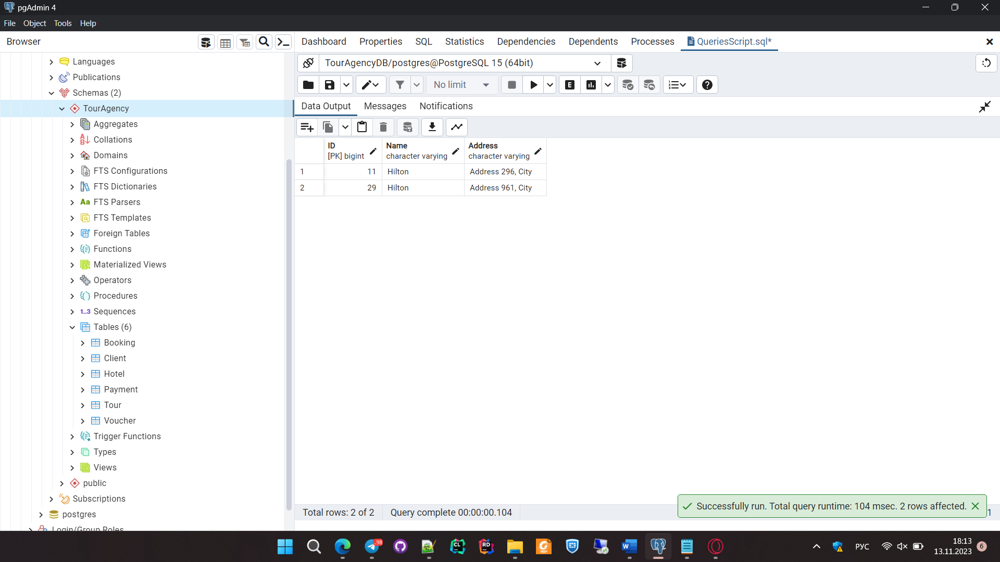 pgAdmin 4
File Object Tools Help
Browser
Dashboard Properties SQL Statistics Dependencies Dependents Processes QueriesScript.sql*
Languages
Publications
Schemas (2)
TourAgency
Aggregates
Collations
Domains
FTS Configurations
FTS Dictionaries
Aa FTS Parsers
FTS Templates
Foreign Tables
Functions
Materialized Views
Operators
Procedures
1..3 Sequences
Tables (6)
Booking
Client
Hotel
Payment
Tour
Voucher
Trigger Functions
Types
Views
public
Subscriptions
postgres
Login/Group Roles
TourAgencyDB/postgres@PostgreSQL 15 (64bit)
No limit
E
Data Output Messages Notifications
ID Name Address
[PK] bigint character varying character varying
1 11 Hilton Address 296, City
2 29 Hilton Address 961, City
Total rows: 2 of 2 Query complete 00:00:00.104
Successfully run. Total query runtime: 104 msec. 2 rows affected.
1
..98
CL
RD
PDF
РУС
18:13
13.11.2023
6